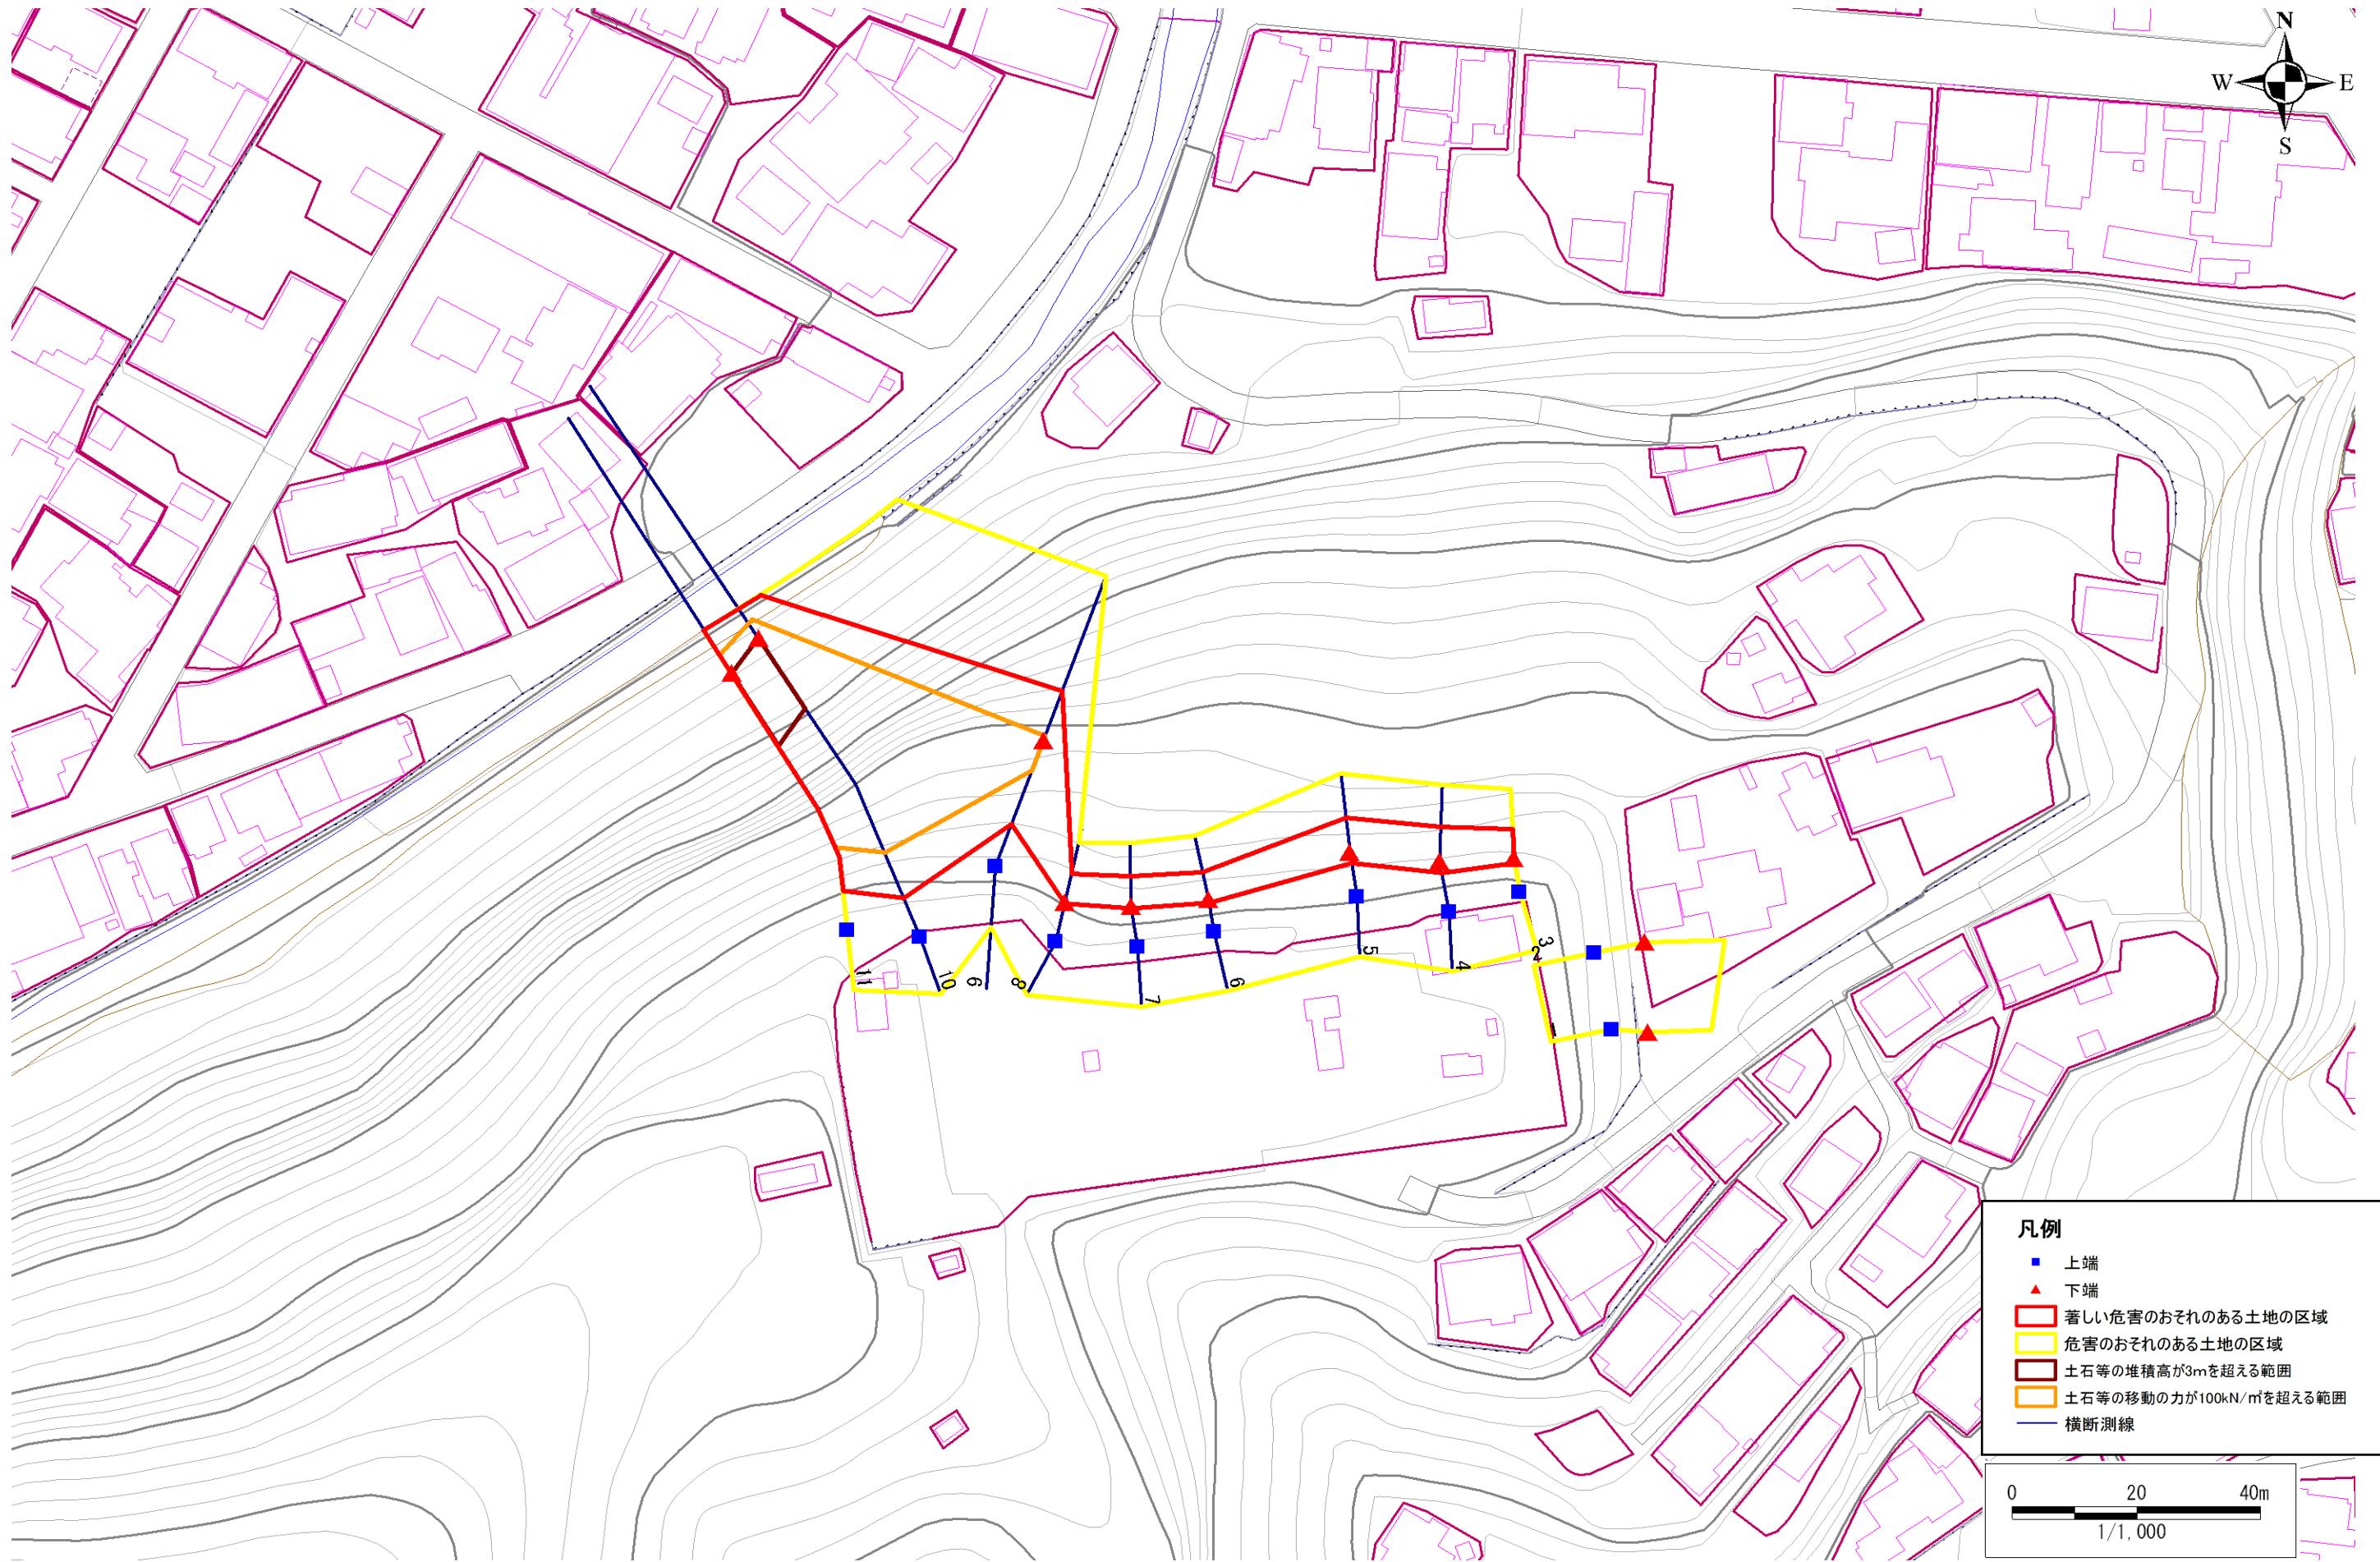 N
W E
S
3
2
5
4
11
10
9
8
7
6
凡例
上端
下端
著しい危害のおそれのある土地の区域
危害のおそれのある土地の区域
土石等の堆積高が3mを超える範囲
土石等の移動の力が100kN/㎡を超える範囲
横断測線
0 20 40m
1/1,000